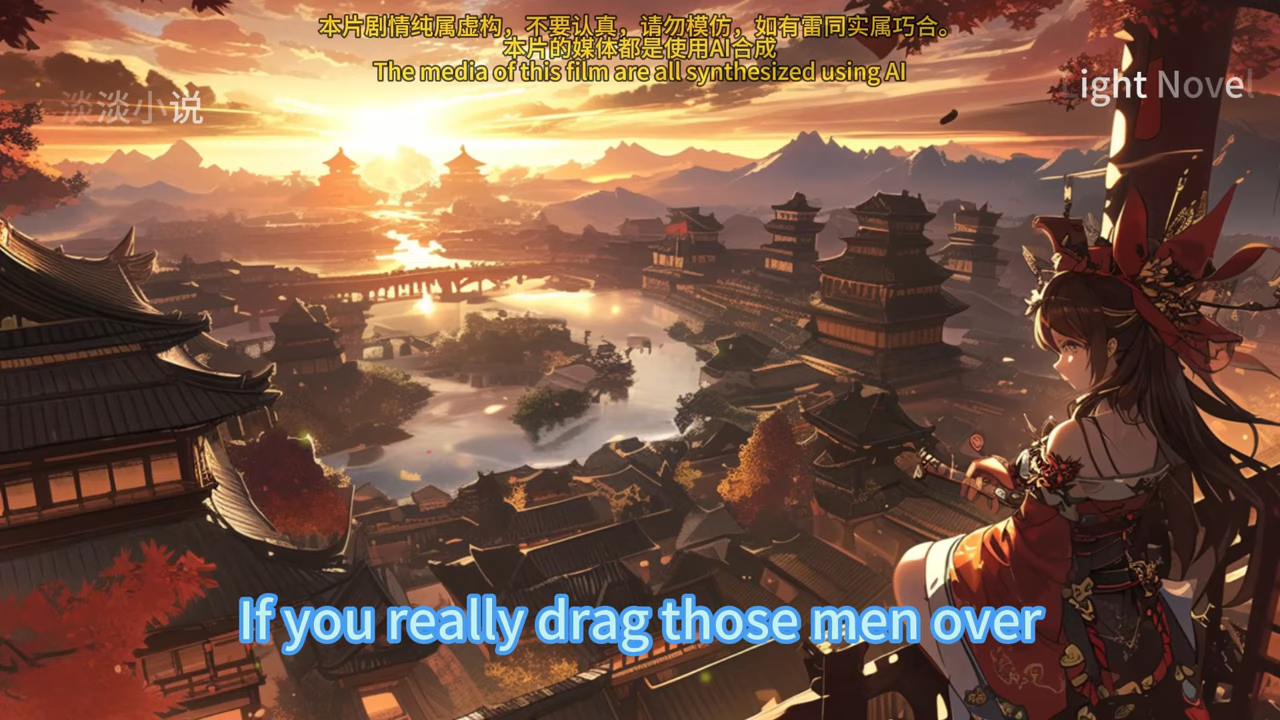 本片剧情纯属虚构，不要认真，请勿模仿，如有雷同实属巧合。
本片的媒体都是使用AI合成
The media of this film are all synthesized using AI
淡淡小说
Light Novel
If you really drag those men over